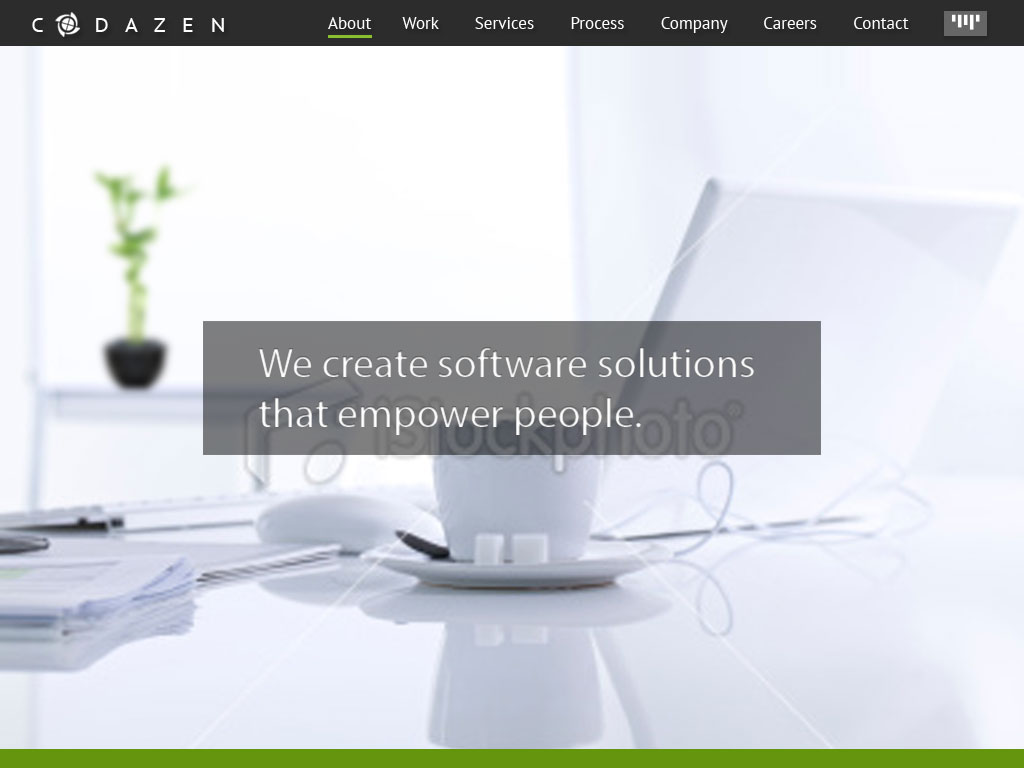 CODAZEN
About Work Services Process Company Careers Contact
We create software solutions
that empower people.
iStockphoto®